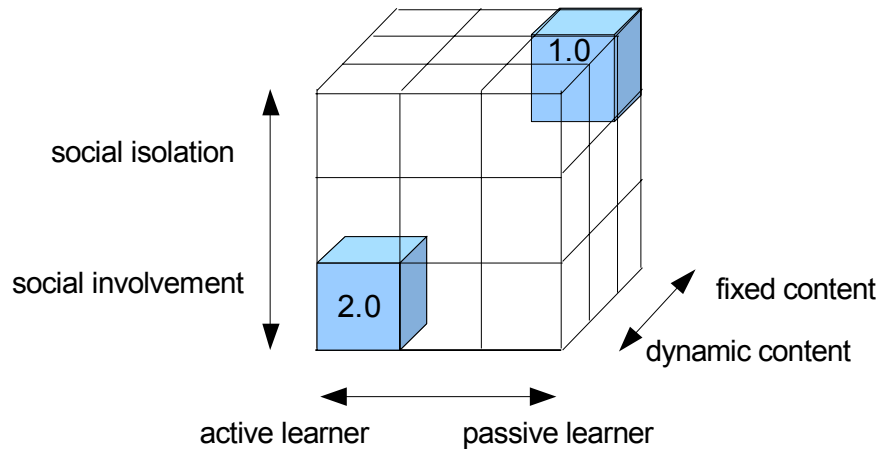 1.0
social isolation
social involvement
2.0
fixed content
dynamic content
active learner
passive learner